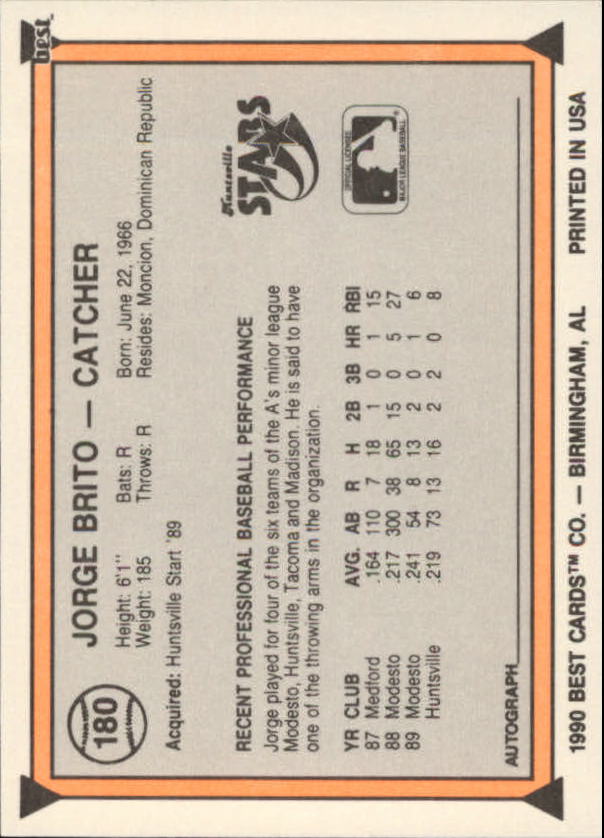 best
180
JORGE BRITO — CATCHER
Height: 6'1" Bats: R Born: June 22, 1966
Weight: 185 Throws: R Resides: Moncion, Dominican Republic
Acquired: Huntsville Start '89
Huntsville
STARS
RECENT PROFESSIONAL BASEBALL PERFORMANCE
Jorge played for four of the six teams of the A's minor league
Modesto, Huntsville, Tacoma and Madison. He is said to have
one of the throwing arms in the organization.
OFFICIAL LICENSEE
MAJOR LEAGUE BASEBALL
YR CLUB AVG. AB R H 2B 3B HR RBI
87 Medford .164 110 7 18 1 0 1 15
88 Modesto .217 300 38 65 15 0 5 27
89 Modesto .241 54 8 13 2 0 1 6
Huntsville .219 73 13 16 2 2 0 8
AUTOGRAPH
1990 BEST CARDS™ CO. — BIRMINGHAM, AL PRINTED IN USA